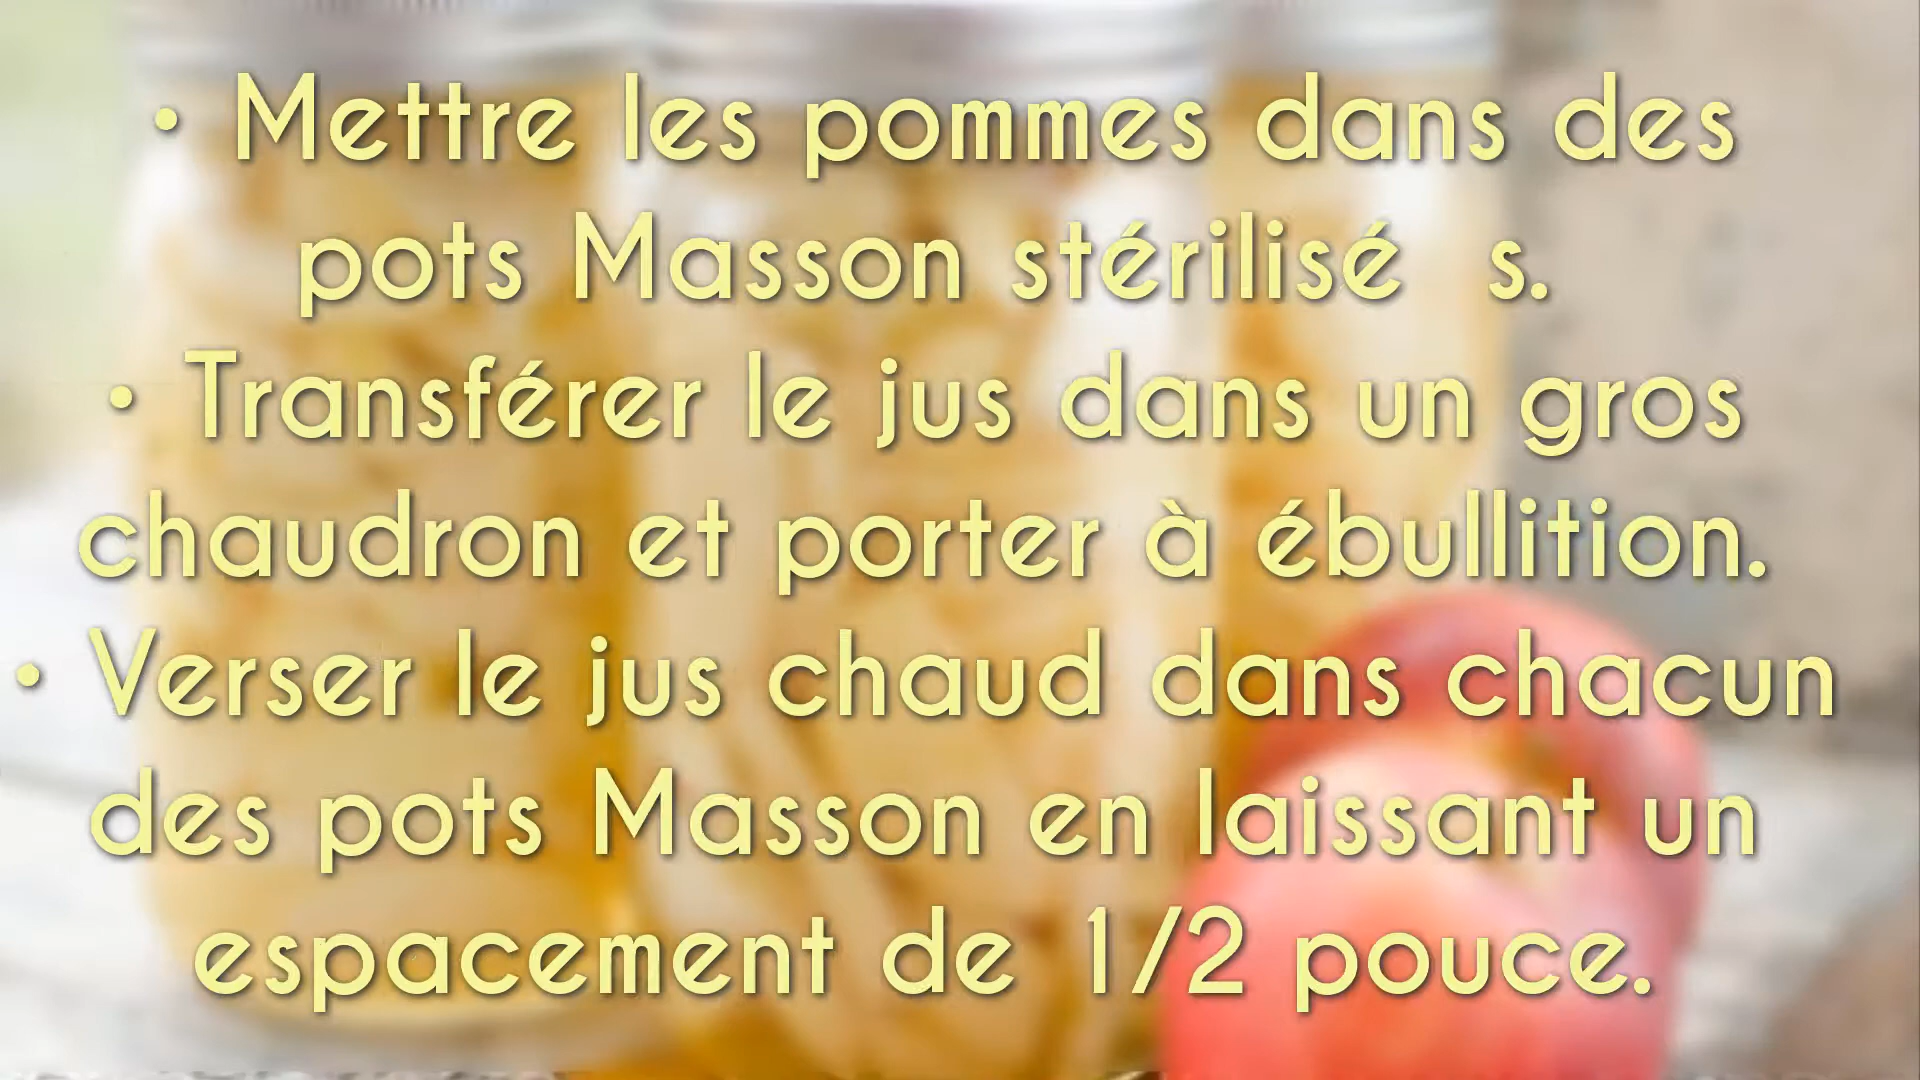 • Mettre les pommes dans des
pots Masson stérilisé s.
• Transférer le jus dans un gros
chaudron et porter à ébullition.
• Verser le jus chaud dans chacun
des pots Masson en laissant un
espacement de 1/2 pouce.